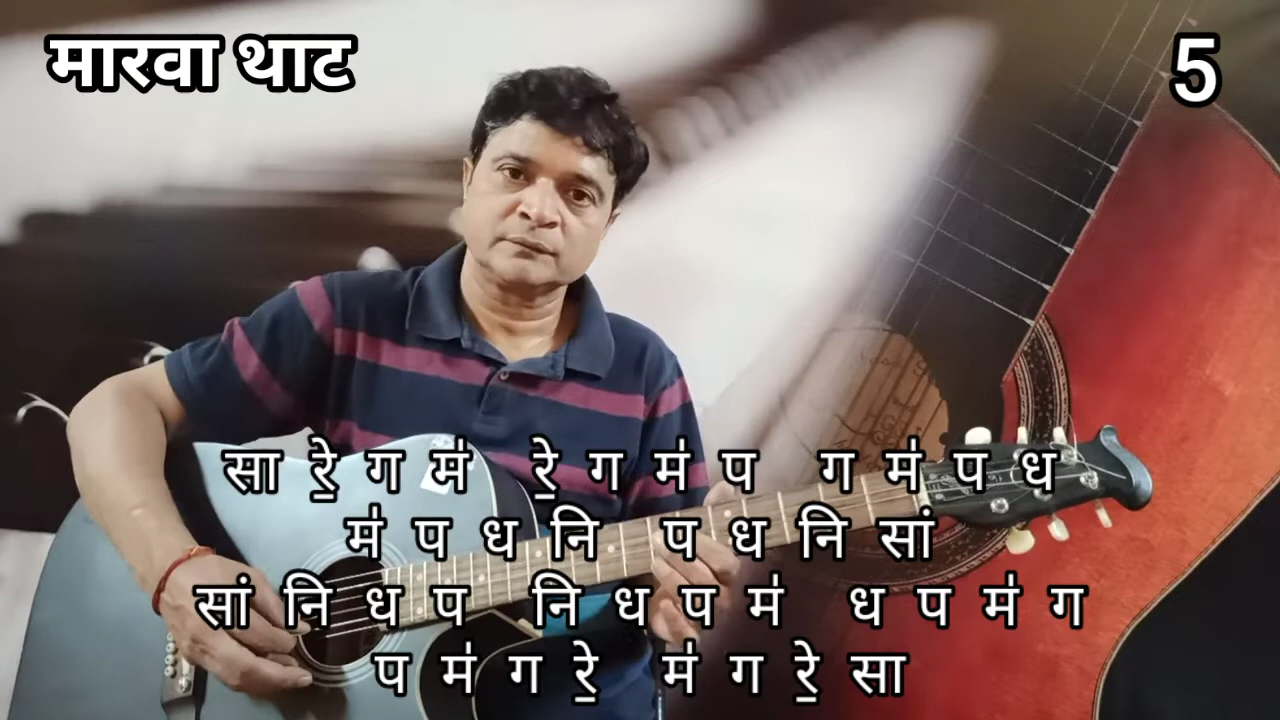 मारवा थाट
5
सा रे॒ ग म॑ रे॒ ग म॑ प ग म॑ प ध
म॑ प ध नि प ध नि सां
सां नि ध प नि ध प म॑ ध प म॑ ग
प म॑ ग रे॒ म॑ ग रे॒ सा